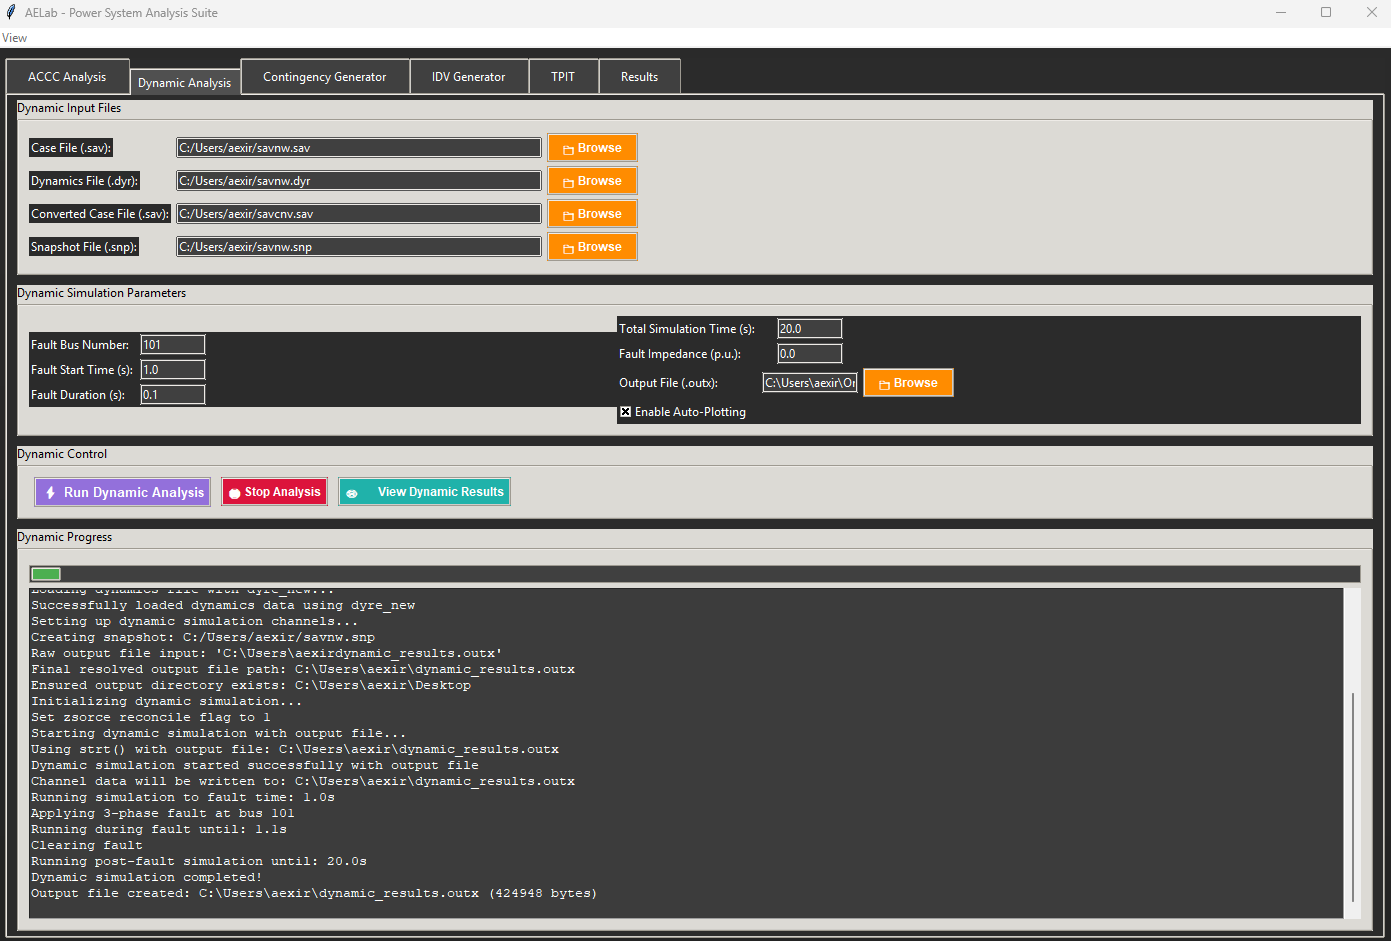 AELab - Power System Analysis Suite
View
ACCC Analysis
Dynamic Analysis
Contingency Generator
IDV Generator
TPIT
Results
Dynamic Input Files
Case File (.sav):
C:/Users/aexir/savnw.sav
Browse
Dynamics File (.dyr):
C:/Users/aexir/savnw.dyr
Browse
Converted Case File (.sav):
C:/Users/aexir/savcnv.sav
Browse
Snapshot File (.snp):
C:/Users/aexir/savnw.snp
Browse
Dynamic Simulation Parameters
Fault Bus Number:
101
Fault Start Time (s):
1.0
Fault Duration (s):
0.1
Total Simulation Time (s):
20.0
Fault Impedance (p.u.):
0.0
Output File (.outx):
C:\Users\aexir\Or
Browse
Enable Auto-Plotting
Dynamic Control
Run Dynamic Analysis
Stop Analysis
View Dynamic Results
Dynamic Progress
Loading dynamics file with dyre_new...
Successfully loaded dynamics data using dyre_new
Setting up dynamic simulation channels...
Creating snapshot: C:/Users/aexir/savnw.snp
Raw output file input: 'C:\Users\aexirdynamic_results.outx'
Final resolved output file path: C:\Users\aexir\dynamic_results.outx
Ensured output directory exists: C:\Users\aexir\Desktop
Initializing dynamic simulation...
Set zsorce reconcile flag to 1
Starting dynamic simulation with output file...
Using strt() with output file: C:\Users\aexir\dynamic_results.outx
Dynamic simulation started successfully with output file
Channel data will be written to: C:\Users\aexir\dynamic_results.outx
Running simulation to fault time: 1.0s
Applying 3-phase fault at bus 101
Running during fault until: 1.1s
Clearing fault
Running post-fault simulation until: 20.0s
Dynamic simulation completed!
Output file created: C:\Users\aexir\dynamic_results.outx (424948 bytes)